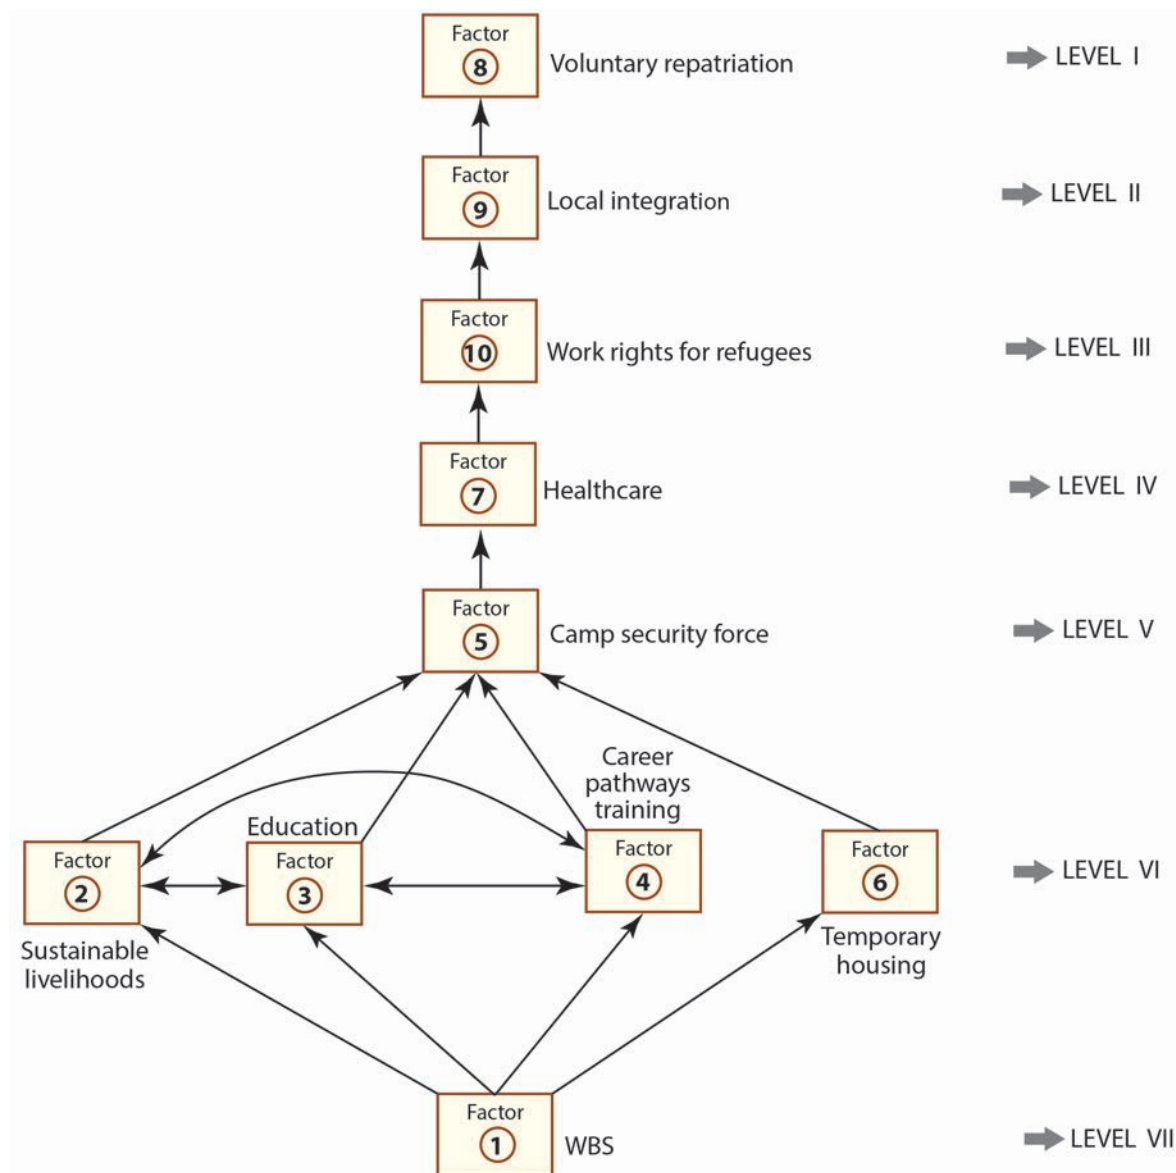 Factor
8
Voluntary repatriation
LEVEL I
Factor
9
Local integration
LEVEL II
Factor
10
Work rights for refugees
LEVEL III
Factor
7
Healthcare
LEVEL IV
Factor
5
Camp security force
LEVEL V
Career
pathways
training
Education
Factor
2
Factor
3
Factor
4
Factor
6
LEVEL VI
Sustainable
livelihoods
Temporary
housing
Factor
1
WBS
LEVEL VII